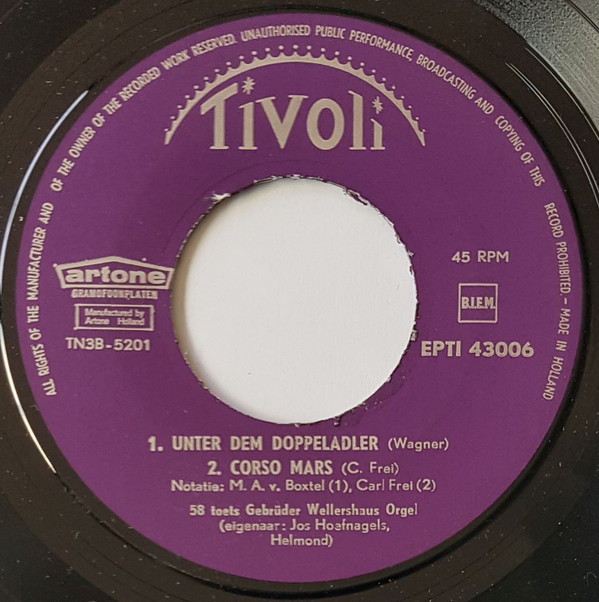 ALL RIGHTS OF THE MANUFACTURER AND OF THE OWNER OF THE RECORDED WORK RESERVED. UNAUTHORISED PUBLIC PERFORMANCE, BROADCASTING AND COPYING OF THIS RECORD PROHIBITED. – MADE IN HOLLAND
Tivoli
artone
GRAMOFOONPLATEN
Manufactured by
Artone Holland
TN3B-5201
45 RPM
B.I.E.M.
EPTI 43006
1. UNTER DEM DOPPELADLER (Wagner)
2. CORSO MARS (C. Frei)
Notatie: M. A. v. Boxtel (1), Carl Frei (2)
58 toets Gebrüder Wellershaus Orgel
(eigenaar: Jos Hoefnagels,
Helmond)